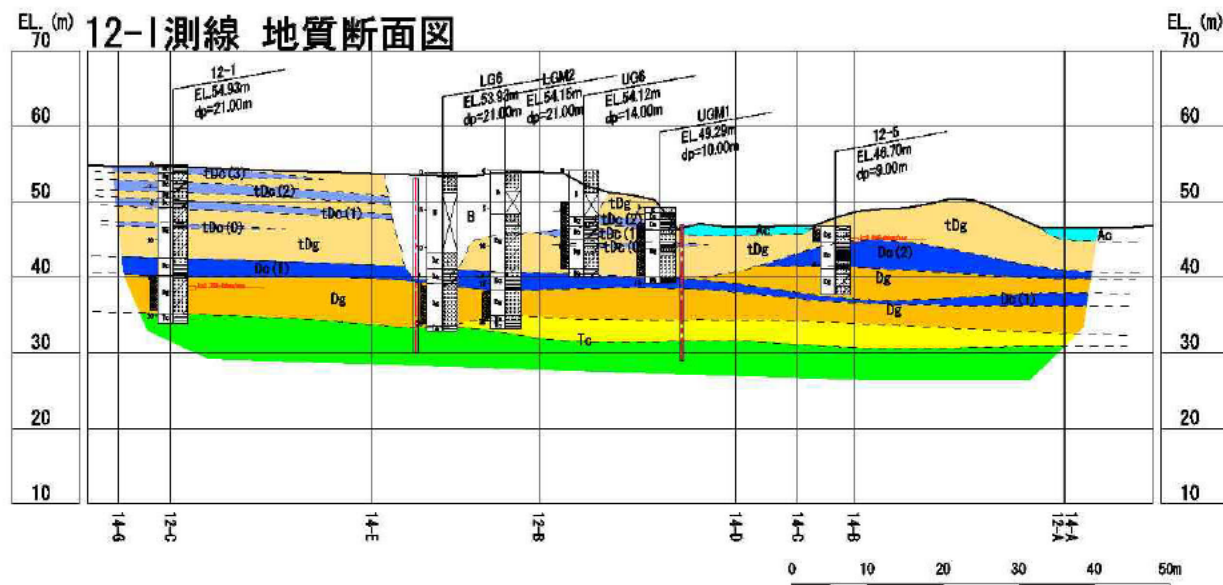 EL. (m)
12-I測線 地質断面図
EL. (m)
70
70
60
60
50
50
40
40
30
30
20
20
10
10
12-1
EL.54.93m
dp=21.00m
LG6
EL.53.93m
dp=21.00m
LGM2
EL.54.15m
dp=21.00m
UG6
EL.54.12m
dp=14.00m
UGM1
EL.49.29m
dp=10.00m
12-5
EL.46.70m
dp=9.00m
tDc(3)
tDc(2)
tDc(1)
tDc(0)
tDg
Dc(1)
Dg
B
tDg
tDc(2)
tDc(1
tDc(0
Ac
tDg
tDg
Dc(2)
Dg
Ac
Dc(1)
Dg
Tc
14-G
12-C
14-E
12-B
14-D
14-C
14-B
12-A
14-A
0 10 20 30 40 50m